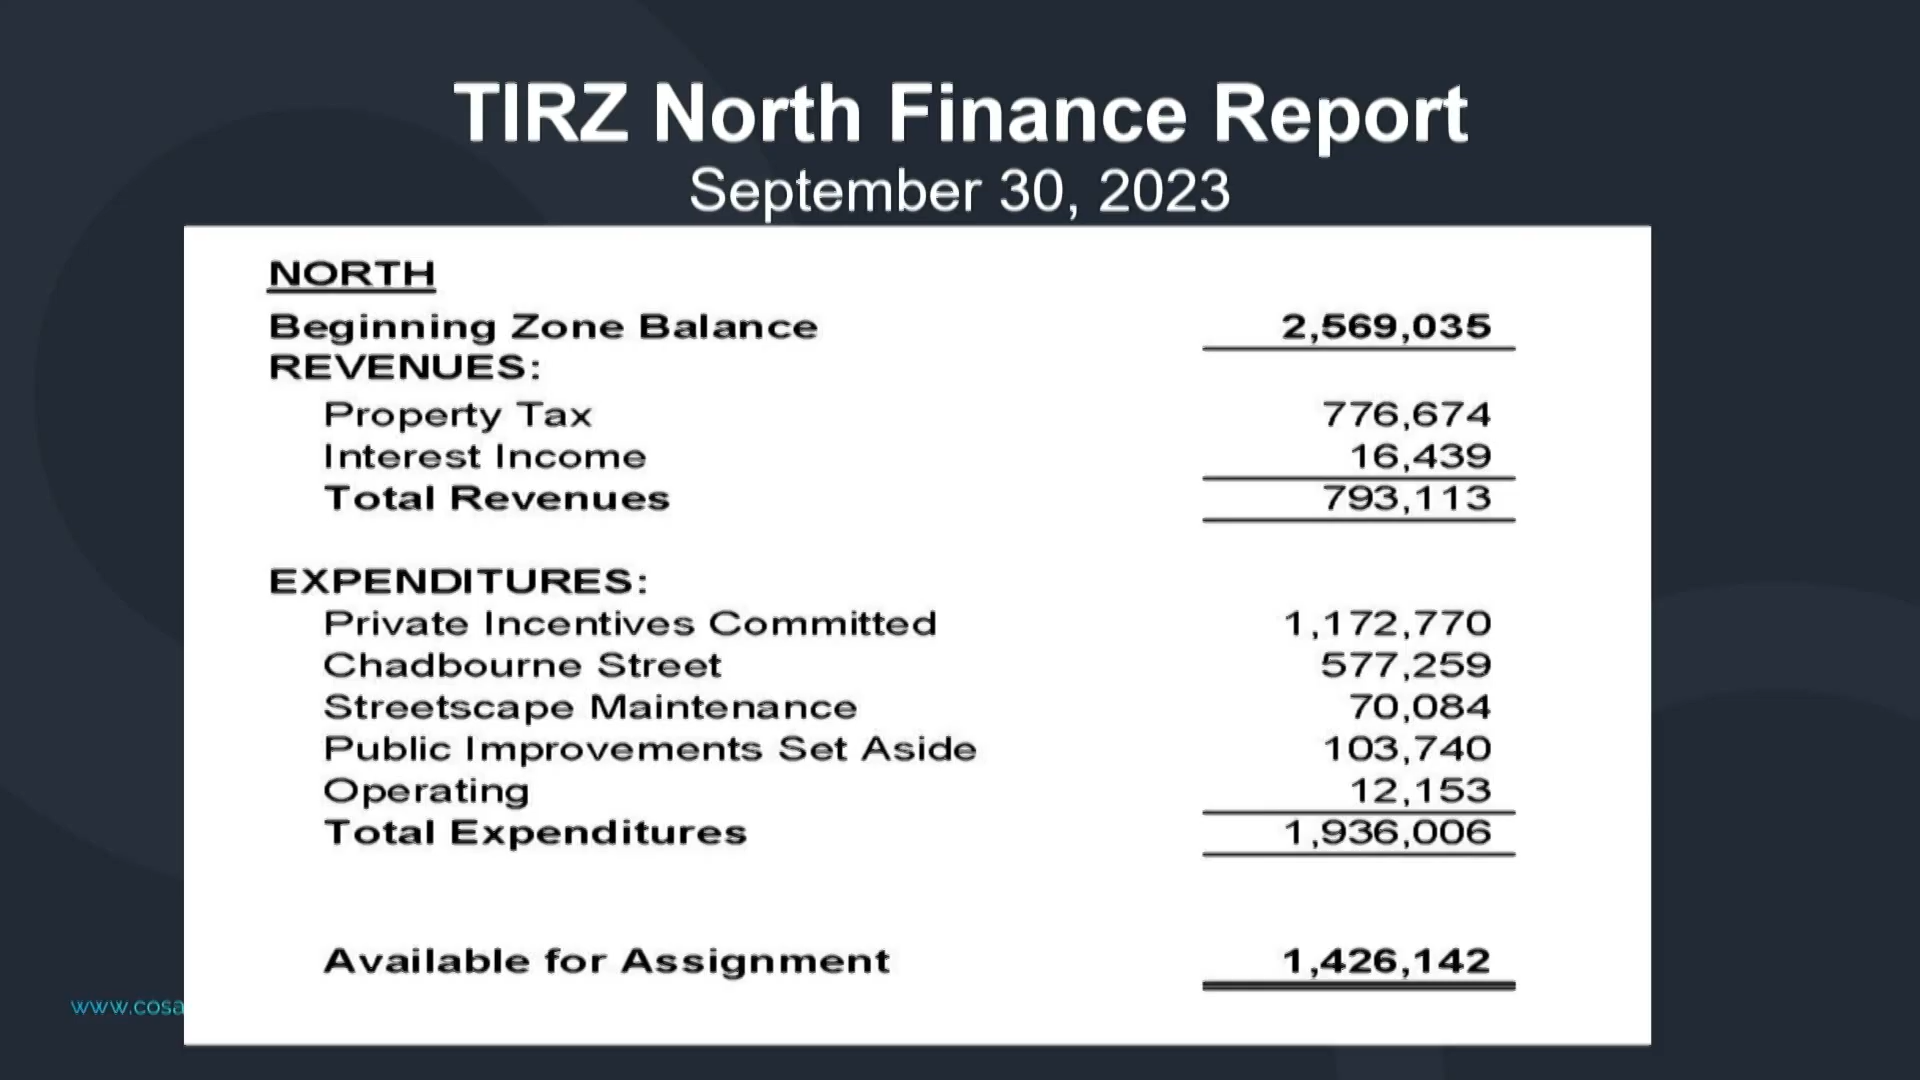 TIRZ North Finance Report
September 30, 2023
NORTH
Beginning Zone Balance 2,569,035
REVENUES:
Property Tax 776,674
Interest Income 16,439
Total Revenues 793,113
EXPENDITURES:
Private Incentives Committed 1,172,770
Chadbourne Street 577,259
Streetscape Maintenance 70,084
Public Improvements Set Aside 103,740
Operating 12,153
Total Expenditures 1,936,006
Available for Assignment 1,426,142
www.cosa